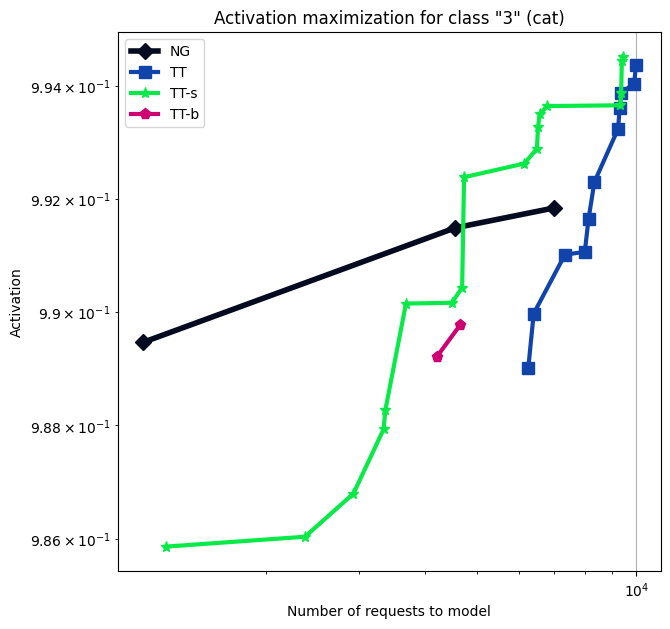 Activation maximization for class "3" (cat)
NG
TT
TT-s
TT-b
9.94 × 10⁻¹
9.92 × 10⁻¹
9.9 × 10⁻¹
9.88 × 10⁻¹
9.86 × 10⁻¹
Activation
10⁴
Number of requests to model